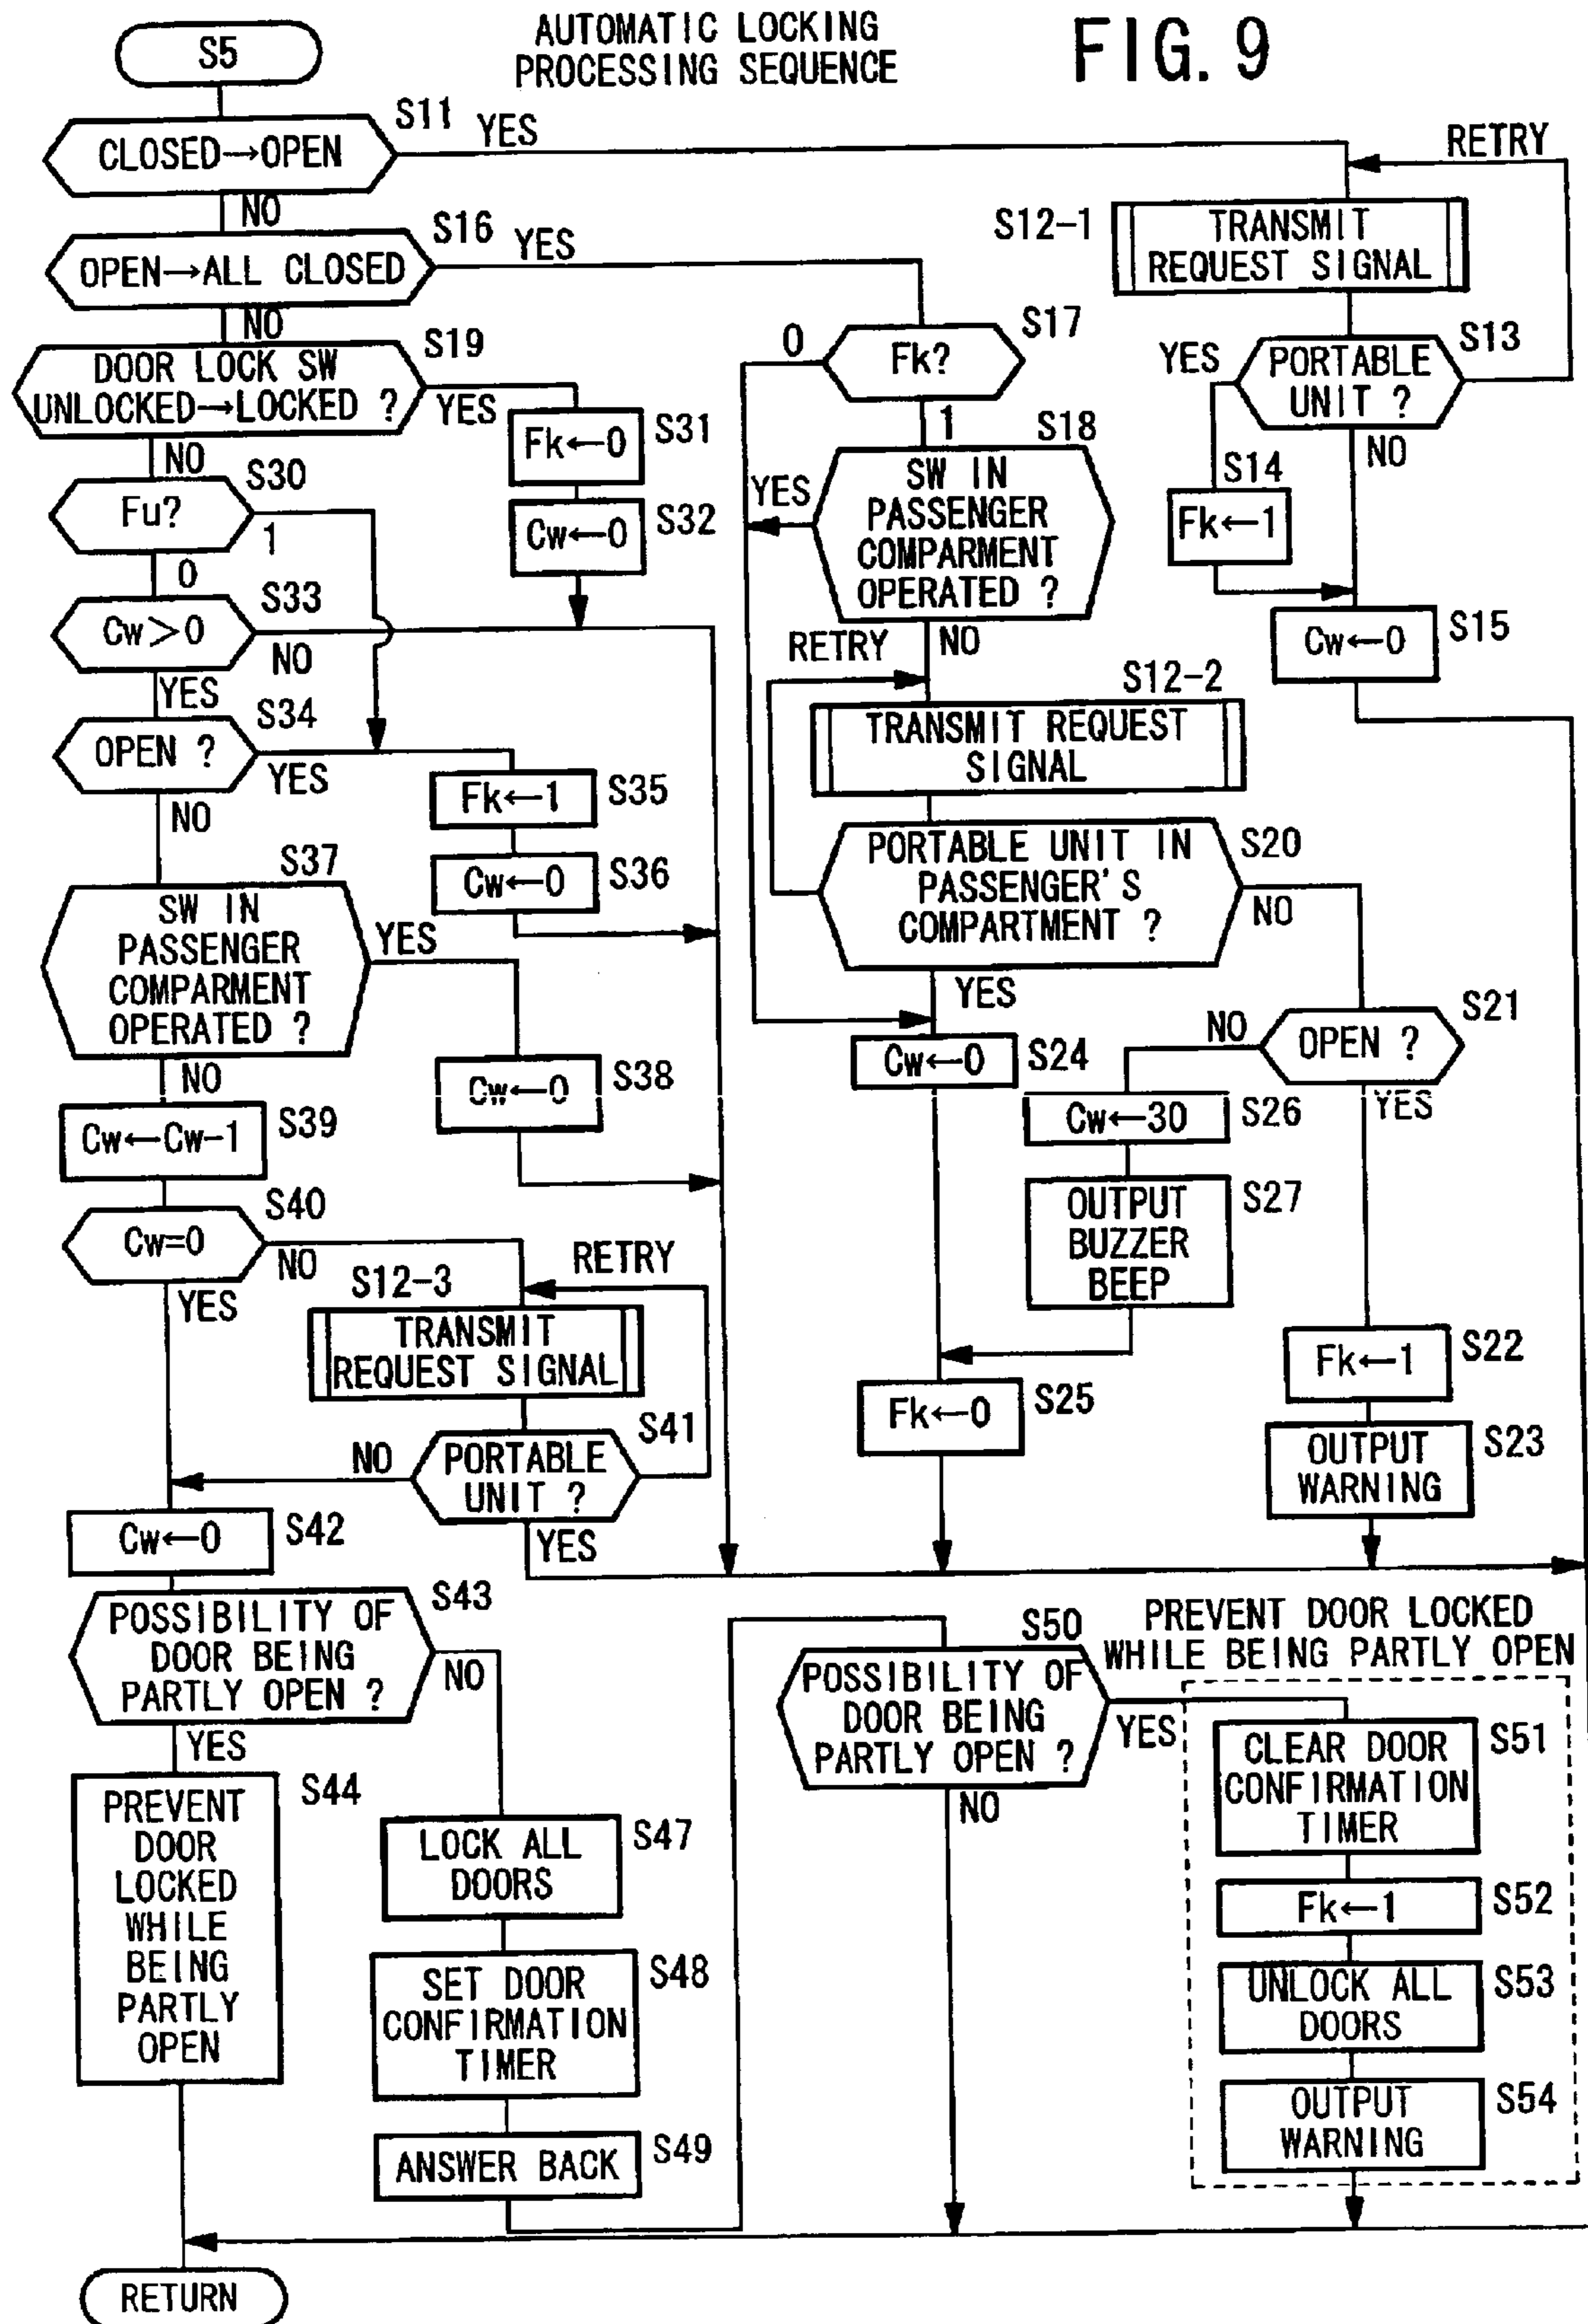 AUTOMATIC LOCKING
PROCESSING SEQUENCE
FIG. 9
S5
S11
CLOSED→OPEN
YES
NO
RETRY
S12-1
TRANSMIT
REQUEST SIGNAL
S16
OPEN→ALL CLOSED
YES
NO
S17
Fk?
0
1
S13
PORTABLE
UNIT ?
YES
NO
S14
Fk←1
S15
Cw←0
S19
DOOR LOCK SW
UNLOCKED→LOCKED ?
YES
NO
S31
Fk←0
S32
Cw←0
S18
SW IN
PASSENGER
COMPARMENT
OPERATED ?
YES
NO
S30
Fu?
1
0
S33
Cw>0
NO
YES
RETRY
S12-2
TRANSMIT REQUEST
SIGNAL
S34
OPEN ?
YES
NO
S35
Fk←1
S36
Cw←0
S20
PORTABLE UNIT IN
PASSENGER'S
COMPARTMENT ?
NO
YES
S37
SW IN
PASSENGER
COMPARMENT
OPERATED ?
YES
NO
S38
Cw←0
S21
OPEN ?
NO
YES
S24
Cw←0
S26
Cw←30
S27
OUTPUT
BUZZER
BEEP
S39
Cw←Cw-1
S40
Cw=0
NO
YES
RETRY
S12-3
TRANSMIT
REQUEST SIGNAL
S41
PORTABLE
UNIT ?
NO
YES
S25
Fk←0
S22
Fk←1
S23
OUTPUT
WARNING
S42
Cw←0
S43
POSSIBILITY OF
DOOR BEING
PARTLY OPEN ?
NO
YES
S44
PREVENT
DOOR
LOCKED
WHILE
BEING
PARTLY
OPEN
S47
LOCK ALL
DOORS
S48
SET DOOR
CONFIRMATION
TIMER
S49
ANSWER BACK
S50
POSSIBILITY OF
DOOR BEING
PARTLY OPEN ?
YES
NO
PREVENT DOOR LOCKED
WHILE BEING PARTLY OPEN
S51
CLEAR DOOR
CONFIRMATION
TIMER
S52
Fk←1
S53
UNLOCK ALL
DOORS
S54
OUTPUT
WARNING
RETURN